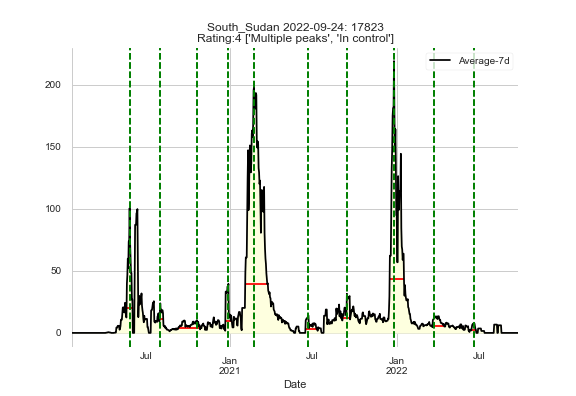 South_Sudan 2022-09-24: 17823
Rating:4 ['Multiple peaks', 'In control']
Average-7d
200
150
100
50
0
Jul
Jan
2021
Jul
Jan
2022
Jul
Date